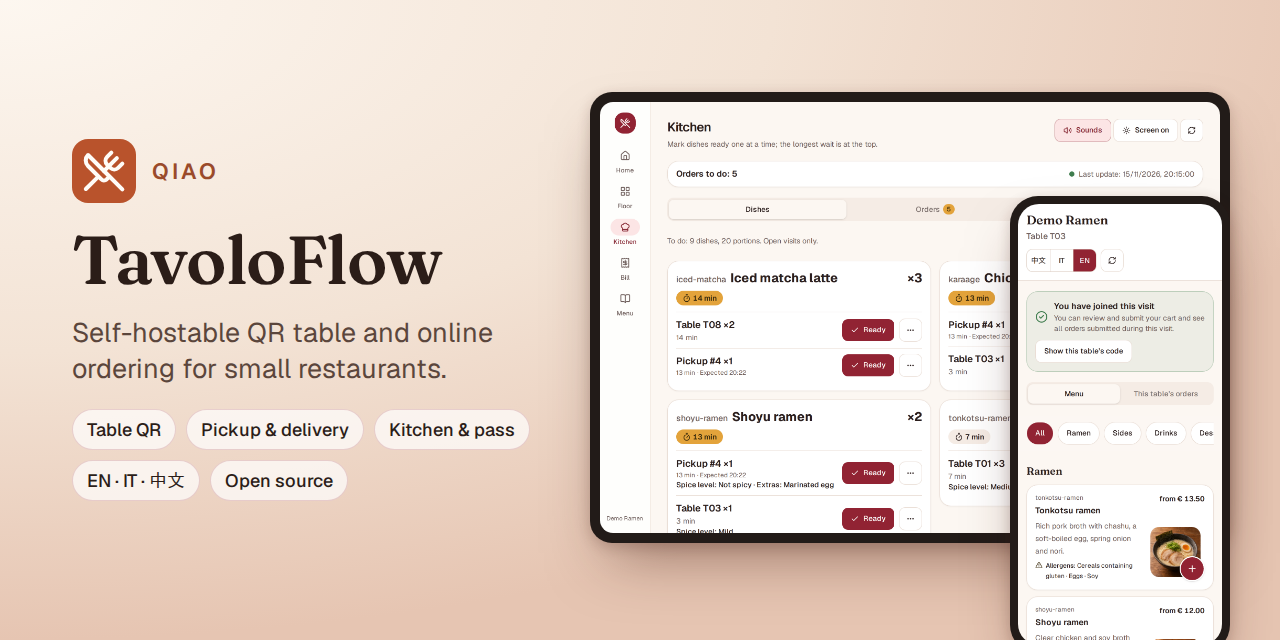 QIAO
TavoloFlow
Self-hostable QR table and online
ordering for small restaurants.
Table QR
Pickup & delivery
Kitchen & pass
EN · IT · 中文
Open source
Home
Floor
Kitchen
Bill
Menu
Demo Ramen
Kitchen
Mark dishes ready one at a time; the longest wait is at the top.
Sounds
Screen on
Orders to do: 5
Last update: 15/11/2026, 20:15:00
Dishes
Orders 5
To do: 9 dishes, 20 portions. Open visits only.
iced-matcha Iced matcha latte ×3
14 min
Table T08 ×2
14 min
Ready
Pickup #4 ×1
13 min · Expected 20:22
Ready
shoyu-ramen Shoyu ramen ×2
13 min
Pickup #4 ×1
13 min · Expected 20:22
Spice level: Not spicy · Extras: Marinated egg
Ready
Table T03 ×1
3 min
Spice level: Mild
Ready
karaage Chic
13 min
Pickup #4 ×1
13 min · Expected 20:2
Table T03 ×1
3 min
tonkotsu-ramen
7 min
Table T01 ×3
7 min
Spice level: Mediu
Demo Ramen
Table T03
中文
IT
EN
You have joined this visit
You can review and submit your cart and see
all orders submitted during this visit.
Show this table's code
Menu
This table's orders
All
Ramen
Sides
Drinks
Des
Ramen
tonkotsu-ramen
from € 13.50
Tonkotsu ramen
Rich pork broth with chashu, a
soft-boiled egg, spring onion
and nori.
Allergens: Cereals containing
gluten · Eggs · Soy
shoyu-ramen
from € 12.00
Shoyu ramen
Clear chicken and soy broth